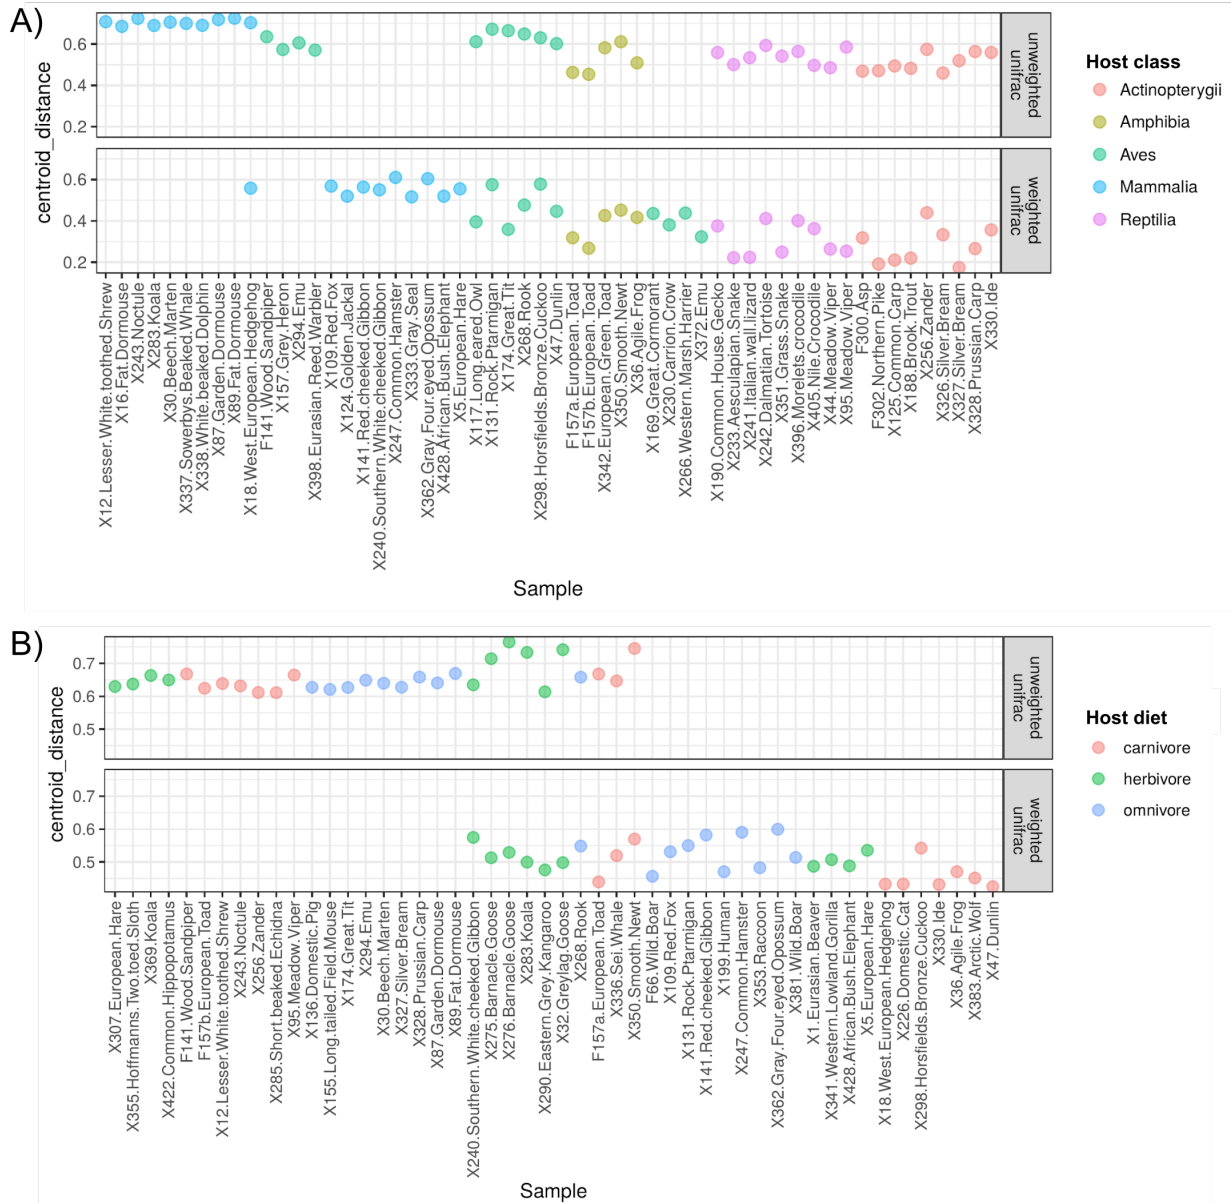 A)
0.6
0.4
0.2
unweighted
unifrac
0.6
0.4
0.2
weighted
unifrac
centroid_distance
X12.Lesser.White.toothed.Shrew
X16.Fat.Dormouse
X243.Noctule
X283.Koala
X30.Beech.Marten
X337.Sowerbys.Beaked.Whale
X338.White.beaked.Dolphin
X87.Garden.Dormouse
X89.Fat.Dormouse
X18.West.European.Hedgehog
F141.Wood.Sandpiper
X157.Grey.Heron
X294.Emu
X398.Eurasian.Reed.Warbler
X109.Red.Fox
X124.Golden.Jackal
X141.Red.cheeked.Gibbon
X240.Southern.White.cheeked.Gibbon
X247.Common.Hamster
X333.Gray.Seal
X362.Gray.Four.eyed.Opossum
X428.African.Bush.Elephant
X5.European.Hare
X117.Long.eared.Owl
X131.Rock.Ptarmigan
X174.Great.Tit
X268.Rook
X298.Horsfields.Bronze.Cuckoo
X47.Dunlin
F157a.European.Toad
F157b.European.Toad
X342.European.Green.Toad
X350.Smooth.Newt
X36.Agile.Frog
X169.Great.Cormorant
X230.Carrion.Crow
X266.Western.Marsh.Harrier
X372.Emu
X190.Common.House.Gecko
X233.Aesculapian.Snake
X241.Italian.wall.lizard
X242.Dalmatian.Tortoise
X351.Grass.Snake
X396.Morelets.crocodile
X405.Nile.Crocodile
X44.Meadow.Viper
X95.Meadow.Viper
F300.Asp
F302.Northern.Pike
X125.Common.Carp
X188.Brook.Trout
X256.Zander
X326.Silver.Bream
X327.Silver.Bream
X328.Prussian.Carp
X330.Ide
Sample
Host class
Actinopterygii
Amphibia
Aves
Mammalia
Reptilia
B)
0.7
0.6
0.5
unweighted
unifrac
0.7
0.6
0.5
weighted
unifrac
centroid_distance
X307.European.Hare
X355.Hoffmanns.Two.toed.Sloth
X369.Koala
X422.Common.Hippopotamus
F141.Wood.Sandpiper
F157b.European.Toad
X12.Lesser.White.toothed.Shrew
X243.Noctule
X256.Zander
X285.Short.beaked.Echidna
X95.Meadow.Viper
X136.Domestic.Pig
X155.Long.tailed.Field.Mouse
X174.Great.Tit
X294.Emu
X30.Beech.Marten
X327.Silver.Bream
X328.Prussian.Carp
X87.Garden.Dormouse
X89.Fat.Dormouse
X240.Southern.White.cheeked.Gibbon
X275.Barnacle.Goose
X276.Barnacle.Goose
X283.Koala
X290.Eastern.Grey.Kangaroo
X32.Greylag.Goose
X268.Rook
F157a.European.Toad
X336.Sei.Whale
X350.Smooth.Newt
F66.Wild.Boar
X109.Red.Fox
X131.Rock.Ptarmigan
X141.Red.cheeked.Gibbon
X199.Human
X247.Common.Hamster
X353.Raccoon
X362.Gray.Four.eyed.Opossum
X381.Wild.Boar
X1.Eurasian.Beaver
X341.Western.Lowland.Gorilla
X428.African.Bush.Elephant
X5.European.Hare
X18.West.European.Hedgehog
X226.Domestic.Cat
X298.Horsfields.Bronze.Cuckoo
X330.Ide
X36.Agile.Frog
X383.Arctic.Wolf
X47.Dunlin
Sample
Host diet
carnivore
herbivore
omnivore